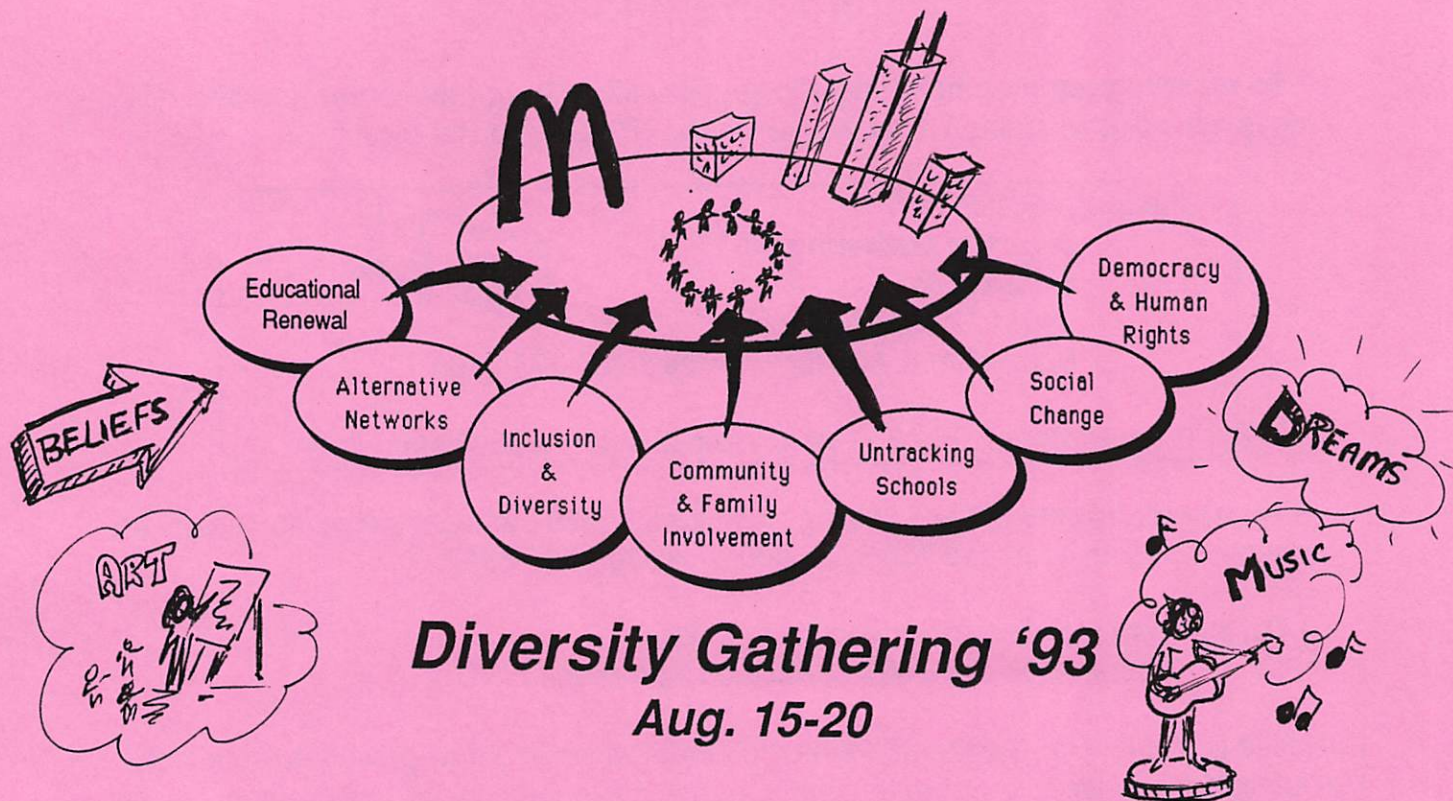 M
Educational
Renewal
Alternative
Networks
Inclusion
&
Diversity
Community
& Family
Involvement
Untracking
Schools
Social
Change
Democracy
& Human
Rights
BELIEFS
DREAMS
ART
MUSIC
Diversity Gathering ‘93
Aug. 15-20